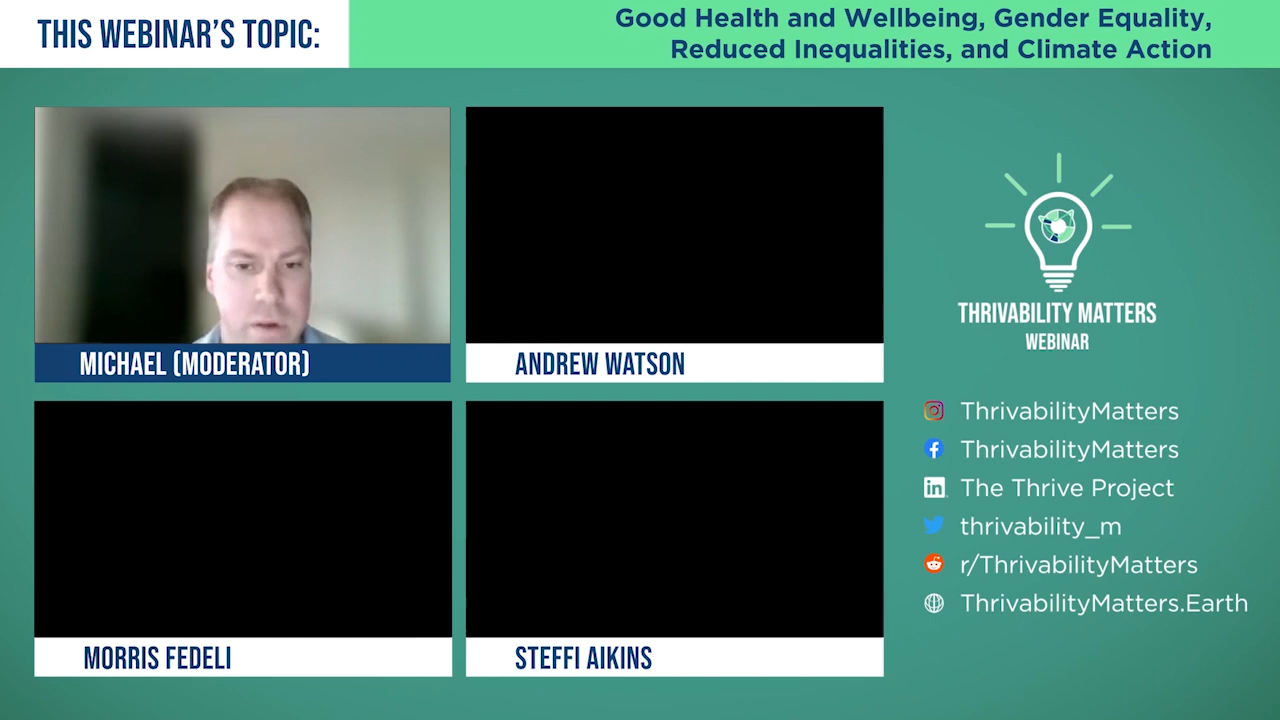 THIS WEBINAR'S TOPIC:
Good Health and Wellbeing, Gender Equality,
Reduced Inequalities, and Climate Action
MICHAEL (MODERATOR)
ANDREW WATSON
MORRIS FEDELI
STEFFI AIKINS
THRIVABILITY MATTERS
WEBINAR
ThrivabilityMatters
ThrivabilityMatters
in
The Thrive Project
thrivability_m
r/ThrivabilityMatters
ThrivabilityMatters.Earth